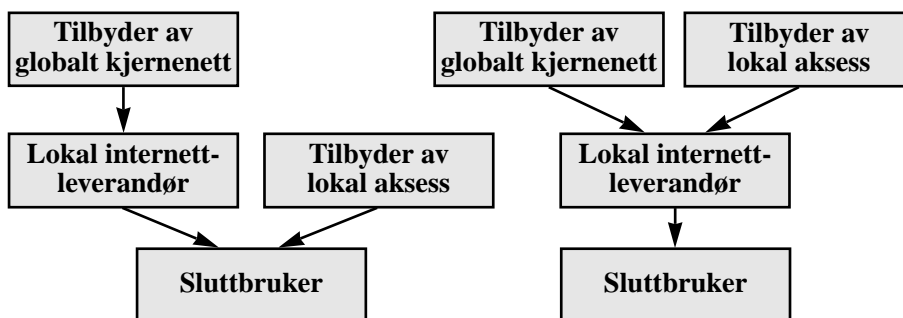 Tilbyder av
globalt kjernenett
Lokal internett-
leverandør
Tilbyder av
lokal aksess
Sluttbruker
Tilbyder av
globalt kjernenett
Tilbyder av
lokal aksess
Lokal internett-
leverandør
Sluttbruker